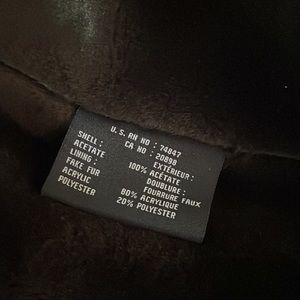 U.S. RN NO : 74847
CA NO : 20898
SHELL : EXTÉRIEUR:
ACETATE 100% ACÉTATE
LINING : DOUBLURE :
FAKE FUR FOURRURE FAUX
ACRYLIC 80% ACRYLIQUE
POLYESTER 20% POLYESTER